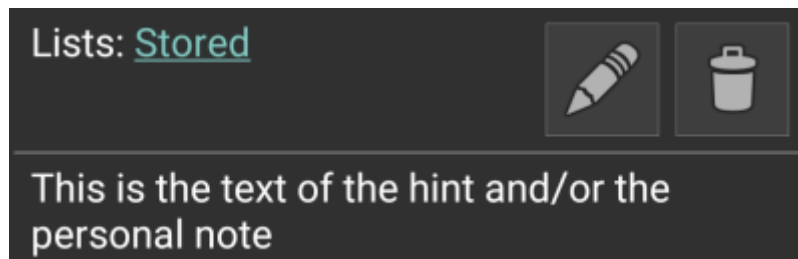 Lists: Stored
This is the text of the hint and/or the
personal note